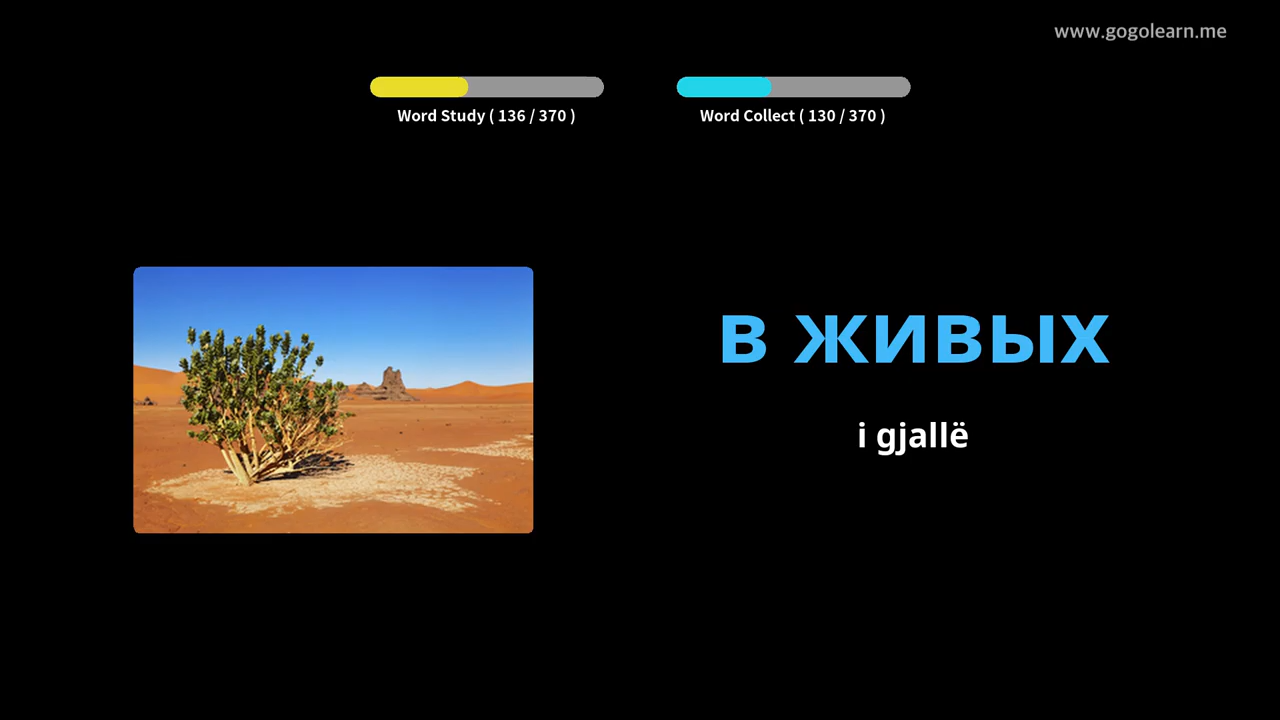 www.gogolearn.me
Word Study ( 136 / 370 )
Word Collect ( 130 / 370 )
в живых
i gjallë